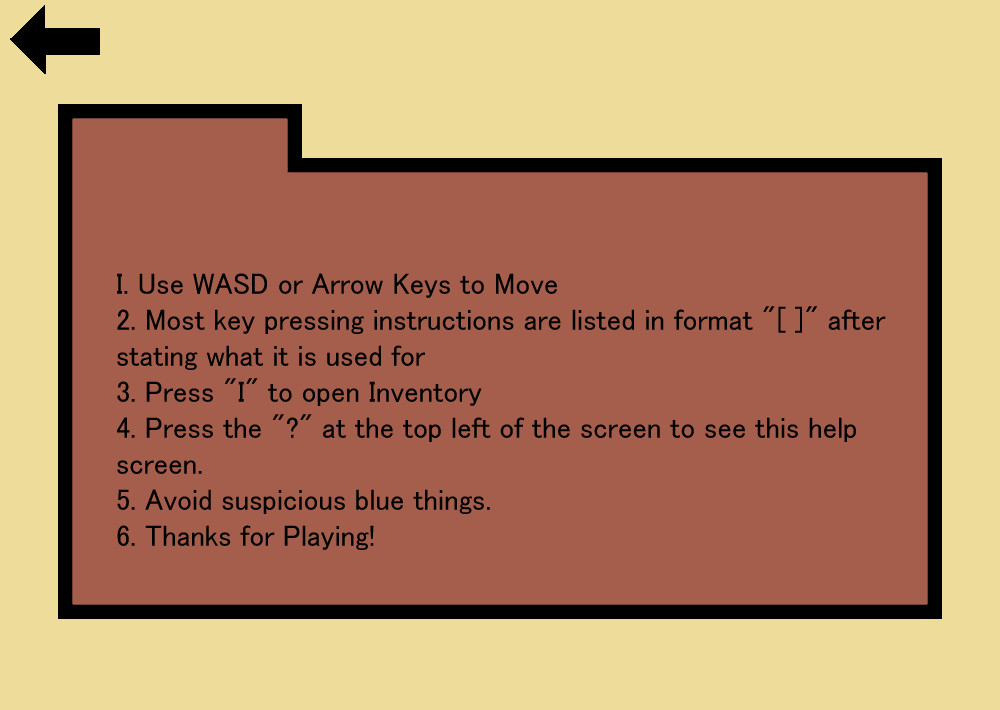 1. Use WASD or Arrow Keys to Move
2. Most key pressing instructions are listed in format "[ ]" after
stating what it is used for
3. Press "I" to open Inventory
4. Press the "?" at the top left of the screen to see this help
screen.
5. Avoid suspicious blue things.
6. Thanks for Playing!